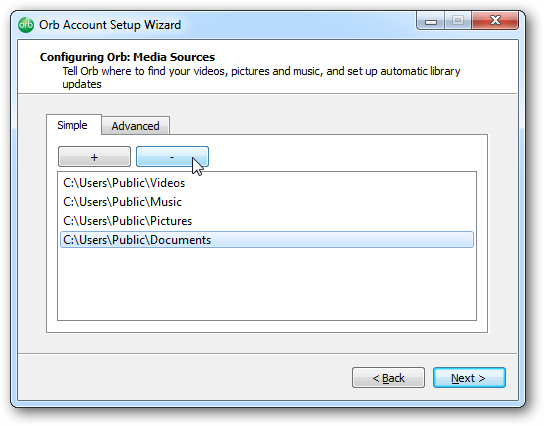 orb Orb Account Setup Wizard
Configuring Orb: Media Sources
Tell Orb where to find your videos, pictures and music, and set up automatic library
updates
Simple Advanced
+ -
C:\Users\Public\Videos
C:\Users\Public\Music
C:\Users\Public\Pictures
C:\Users\Public\Documents
< Back Next >